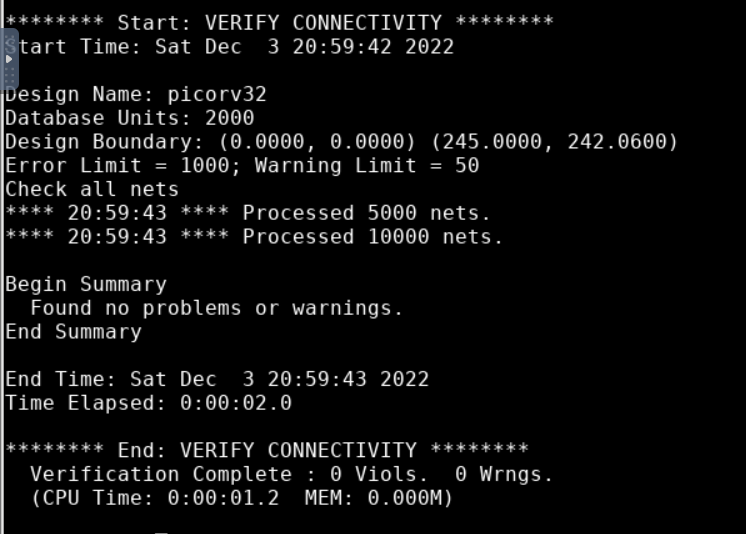 ******** Start: VERIFY CONNECTIVITY ********
Start Time: Sat Dec  3 20:59:42 2022
Design Name: picorv32
Database Units: 2000
Design Boundary: (0.0000, 0.0000) (245.0000, 242.0600)
Error Limit = 1000; Warning Limit = 50
Check all nets
**** 20:59:43 **** Processed 5000 nets.
**** 20:59:43 **** Processed 10000 nets.
Begin Summary
  Found no problems or warnings.
End Summary
End Time: Sat Dec  3 20:59:43 2022
Time Elapsed: 0:00:02.0
******** End: VERIFY CONNECTIVITY ********
  Verification Complete : 0 Viols.  0 Wrngs.
  (CPU Time: 0:00:01.2  MEM: 0.000M)